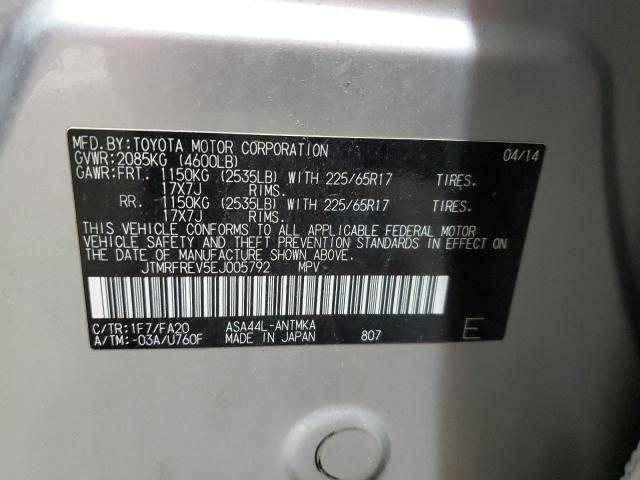 MFD.BY:TOYOTA MOTOR CORPORATION 04/14
GVWR:2085KG (4600LB)
GAWR:FRT. 1150KG (2535LB) WITH 225/65R17 TIRES.
17X7J RIMS.
RR. 1150KG (2535LB) WITH 225/65R17 TIRES.
17X7J RIMS.
THIS VEHICLE CONFORMS TO ALL APPLICABLE FEDERAL MOTOR
VEHICLE SAFETY AND THEFT PREVENTION STANDARDS IN EFFECT ON
THE DATE OF MANUFACTURE SHOWN ABOVE.
JTMRFREV5EJ005792 MPV
C/TR:1F7/FA20 ASA44L-ANTMKA
A/TM:-03A/U760F MADE IN JAPAN 807 E